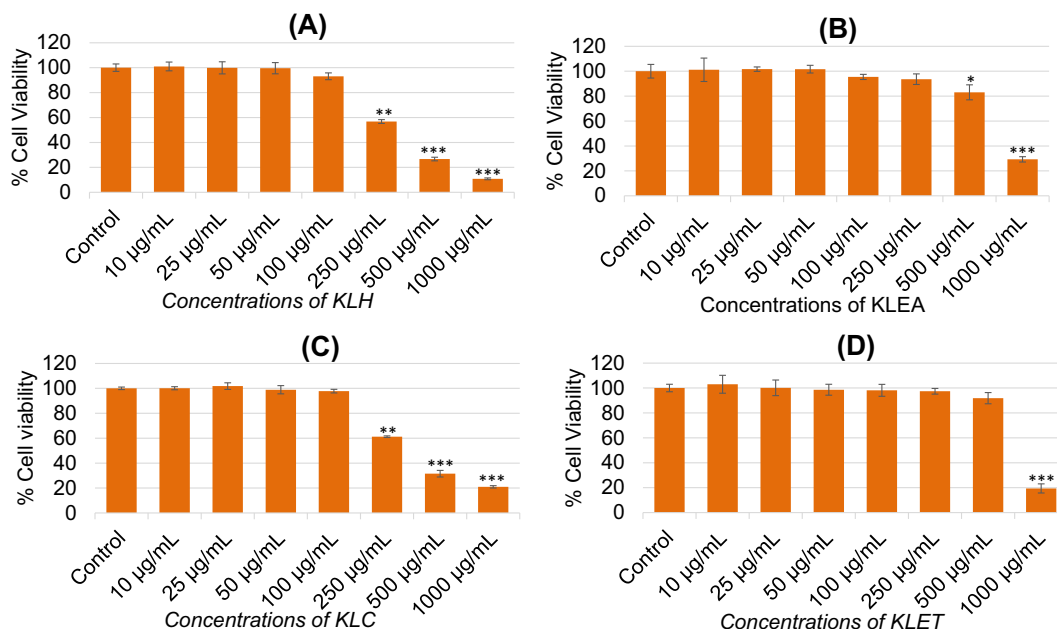 (A)
% Cell Viability
120
100
80
60
40
20
0
**
***
***
Control
10 µg/mL
25 µg/mL
50 µg/mL
100 µg/mL
250 µg/mL
500 µg/mL
1000 µg/mL
Concentrations of KLH
(B)
% Cell Viability
120
100
80
60
40
20
0
*
***
Control
10 µg/mL
25 µg/mL
50 µg/mL
100 µg/mL
250 µg/mL
500 µg/mL
1000 µg/mL
Concentrations of KLEA
(C)
% Cell viability
120
100
80
60
40
20
0
**
***
***
Control
10 µg/mL
25 µg/mL
50 µg/mL
100 µg/mL
250 µg/mL
500 µg/mL
1000 µg/mL
Concentrations of KLC
(D)
% Cell Viability
120
100
80
60
40
20
0
***
Control
10 µg/mL
25 µg/mL
50 µg/mL
100 µg/mL
250 µg/mL
500 µg/mL
1000 µg/mL
Concentrations of KLET